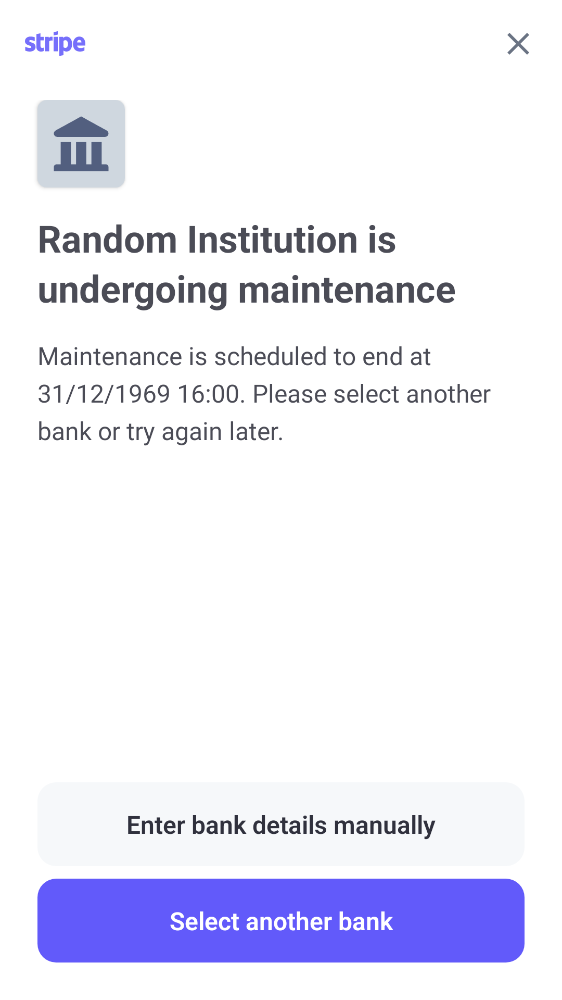 stripe
Random Institution is
undergoing maintenance
Maintenance is scheduled to end at
31/12/1969 16:00. Please select another
bank or try again later.
Enter bank details manually
Select another bank